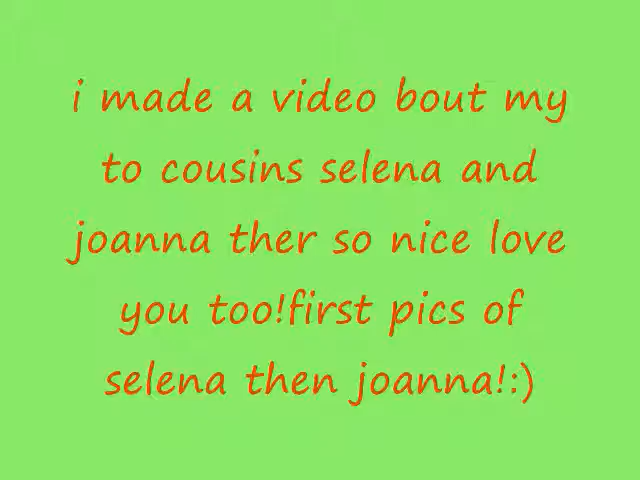 i made a video bout my
to cousins selena and
joanna ther so nice love
you too!first pics of
selena then joanna!:)